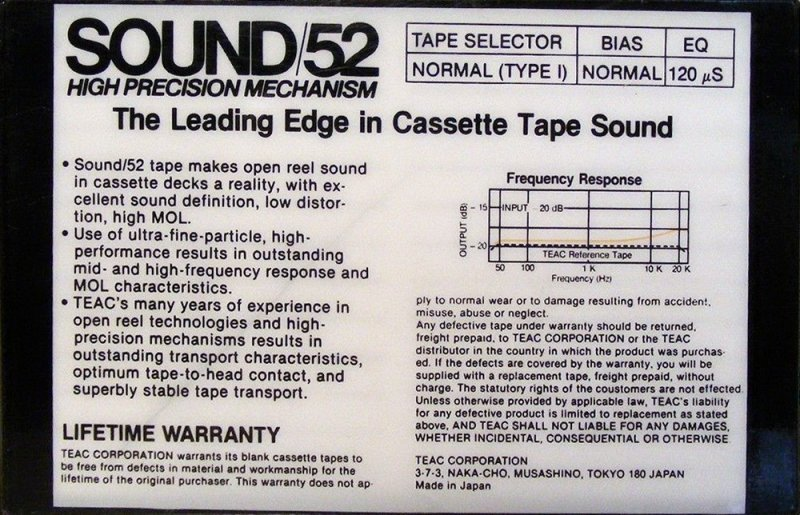 SOUND/52
HIGH PRECISION MECHANISM
TAPE SELECTOR BIAS EQ
NORMAL (TYPE I) NORMAL 120 µS
The Leading Edge in Cassette Tape Sound
• Sound/52 tape makes open reel sound
in cassette decks a reality, with ex-
cellent sound definition, low distor-
tion, high MOL.
• Use of ultra-fine-particle, high-
performance results in outstanding
mid- and high-frequency response and
MOL characteristics.
• TEAC's many years of experience in
open reel technologies and high-
precision mechanisms results in
outstanding transport characteristics,
optimum tape-to-head contact, and
superbly stable tape transport.
LIFETIME WARRANTY
TEAC CORPORATION warrants its blank cassette tapes to
be free from defects in material and workmanship for the
lifetime of the original purchaser. This warranty does not ap-
Frequency Response
OUTPUT (dB)
- 15
INPUT - 20 dB
- 20
TEAC Reference Tape
50 100 1 K 10 K 20 K
Frequency (Hz)
ply to normal wear or to damage resulting from accident,
misuse, abuse or neglect.
Any defective tape under warranty should be returned,
freight prepaid, to TEAC CORPORATION or the TEAC
distributor in the country in which the product was purchas-
ed. If the defects are covered by the warranty, you will be
supplied with a replacement tape, freight prepaid, without
charge. The statutory rights of the coustomers are not effected.
Unless otherwise provided by applicable law, TEAC's liability
for any defective product is limited to replacement as stated
above, AND TEAC SHALL NOT LIABLE FOR ANY DAMAGES,
WHETHER INCIDENTAL, CONSEQUENTIAL OR OTHERWISE.
TEAC CORPORATION
3-7-3, NAKA-CHO, MUSASHINO, TOKYO 180 JAPAN
Made in Japan